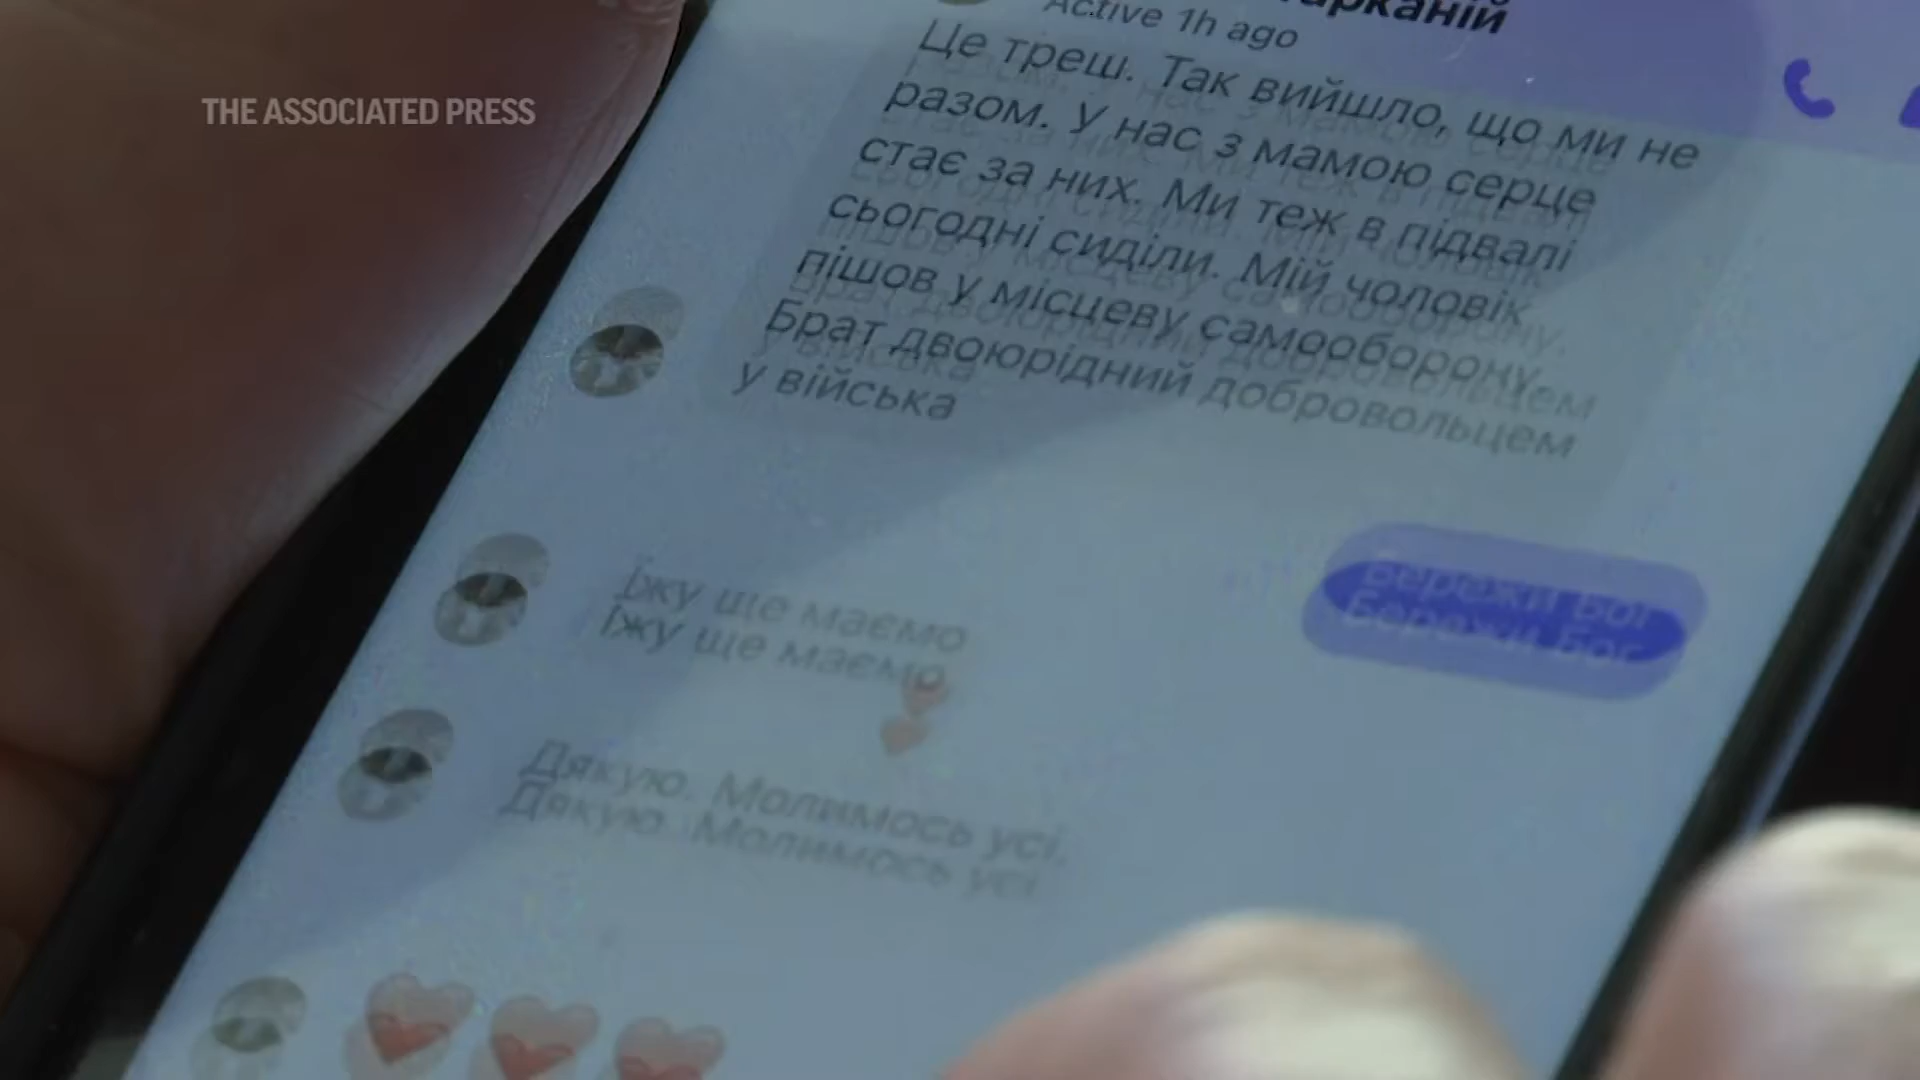 THE ASSOCIATED PRESS
Active 1h ago
Це треш. Так вийшло, що ми не
разом. У нас з мамою серце
стає за них. Ми теж в підвалі
сьогодні сиділи. Мій чоловік
пішов у місцеву самооборону.
Брат двоюрідний добровольцем
у війська
Бережи Бог
Їжу ще маємо
Дякую. Молимось усі.